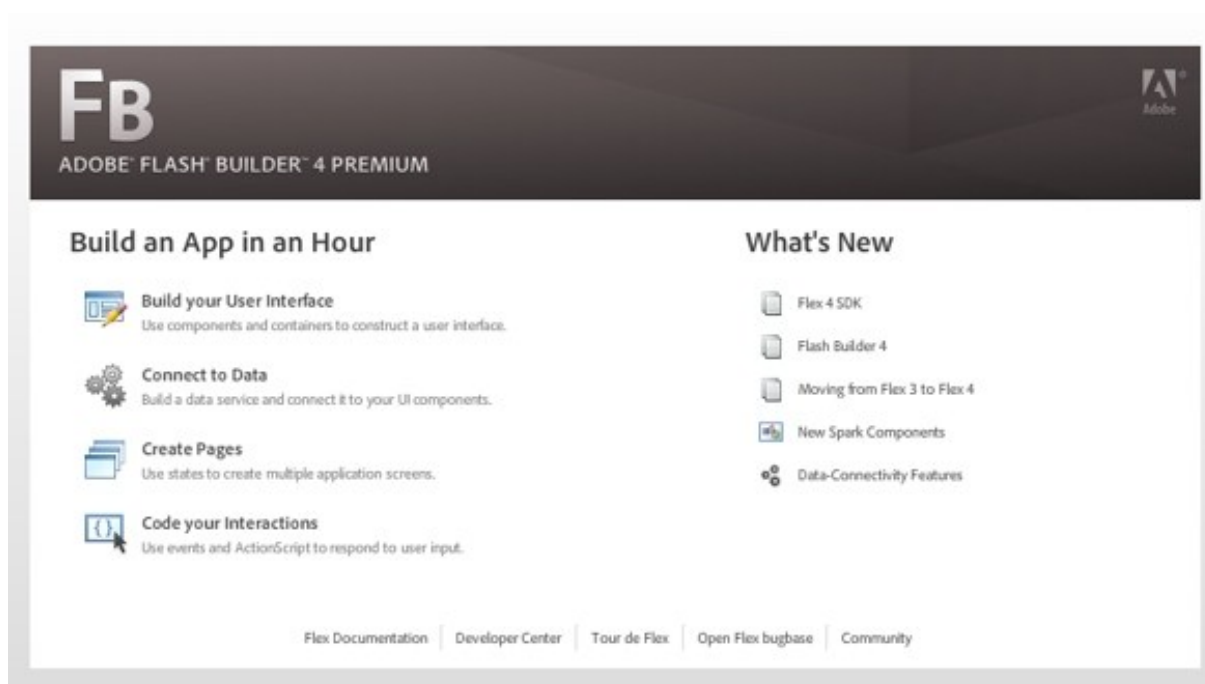 FB
Adobe
ADOBE® FLASH® BUILDER™ 4 PREMIUM
Build an App in an Hour
Build your User Interface
Use components and containers to construct a user interface.
Connect to Data
Build a data service and connect it to your UI components.
Create Pages
Use states to create multiple application screens.
Code your Interactions
Use events and ActionScript to respond to user input.
What's New
Flex 4 SDK
Flash Builder 4
Moving from Flex 3 to Flex 4
New Spark Components
Data-Connectivity Features
Flex Documentation Developer Center Tour de Flex Open Flex bugbase Community